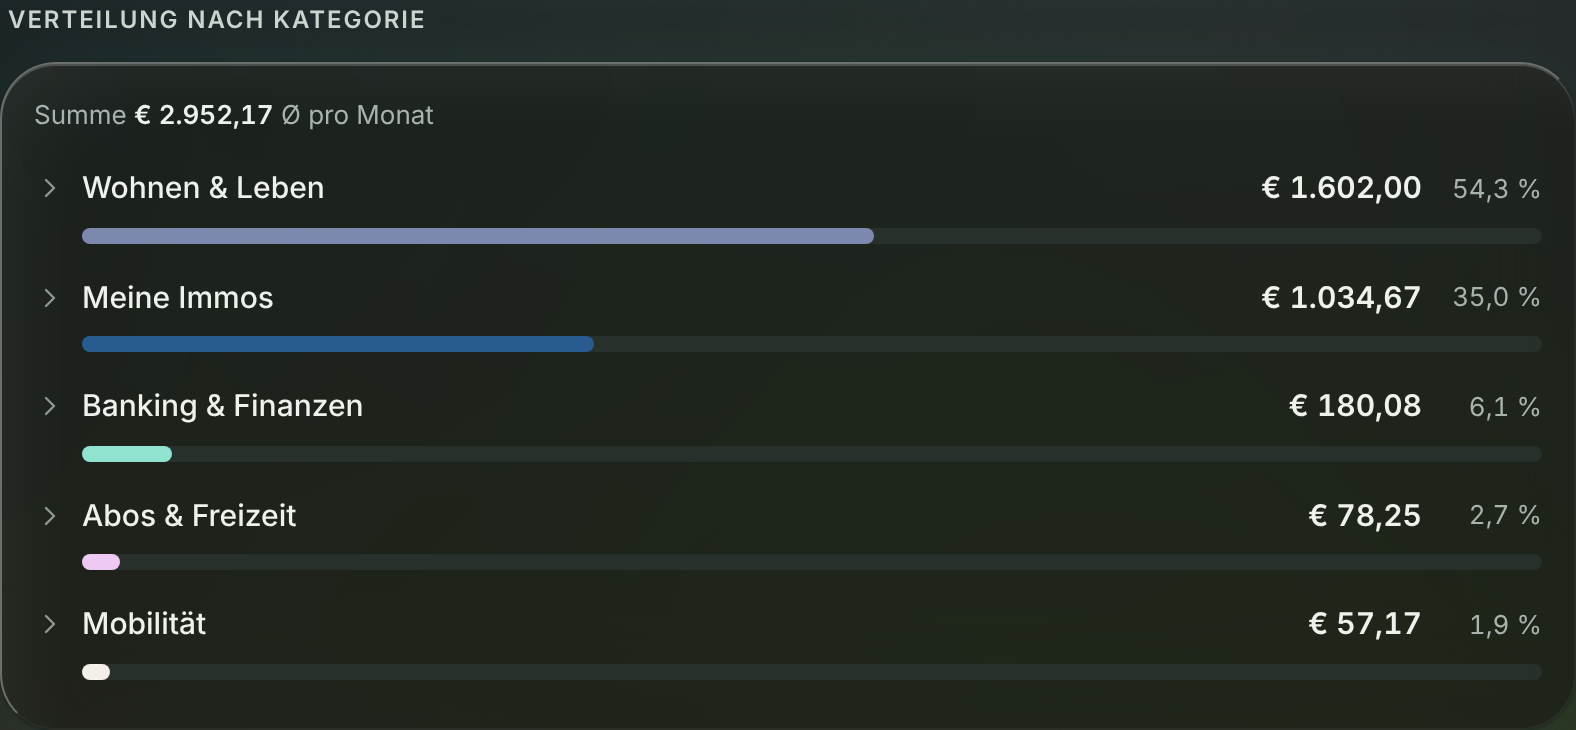 VERTEILUNG NACH KATEGORIE
Summe € 2.952,17 Ø pro Monat
Wohnen & Leben € 1.602,00 54,3 %
Meine Immos € 1.034,67 35,0 %
Banking & Finanzen € 180,08 6,1 %
Abos & Freizeit € 78,25 2,7 %
Mobilität € 57,17 1,9 %